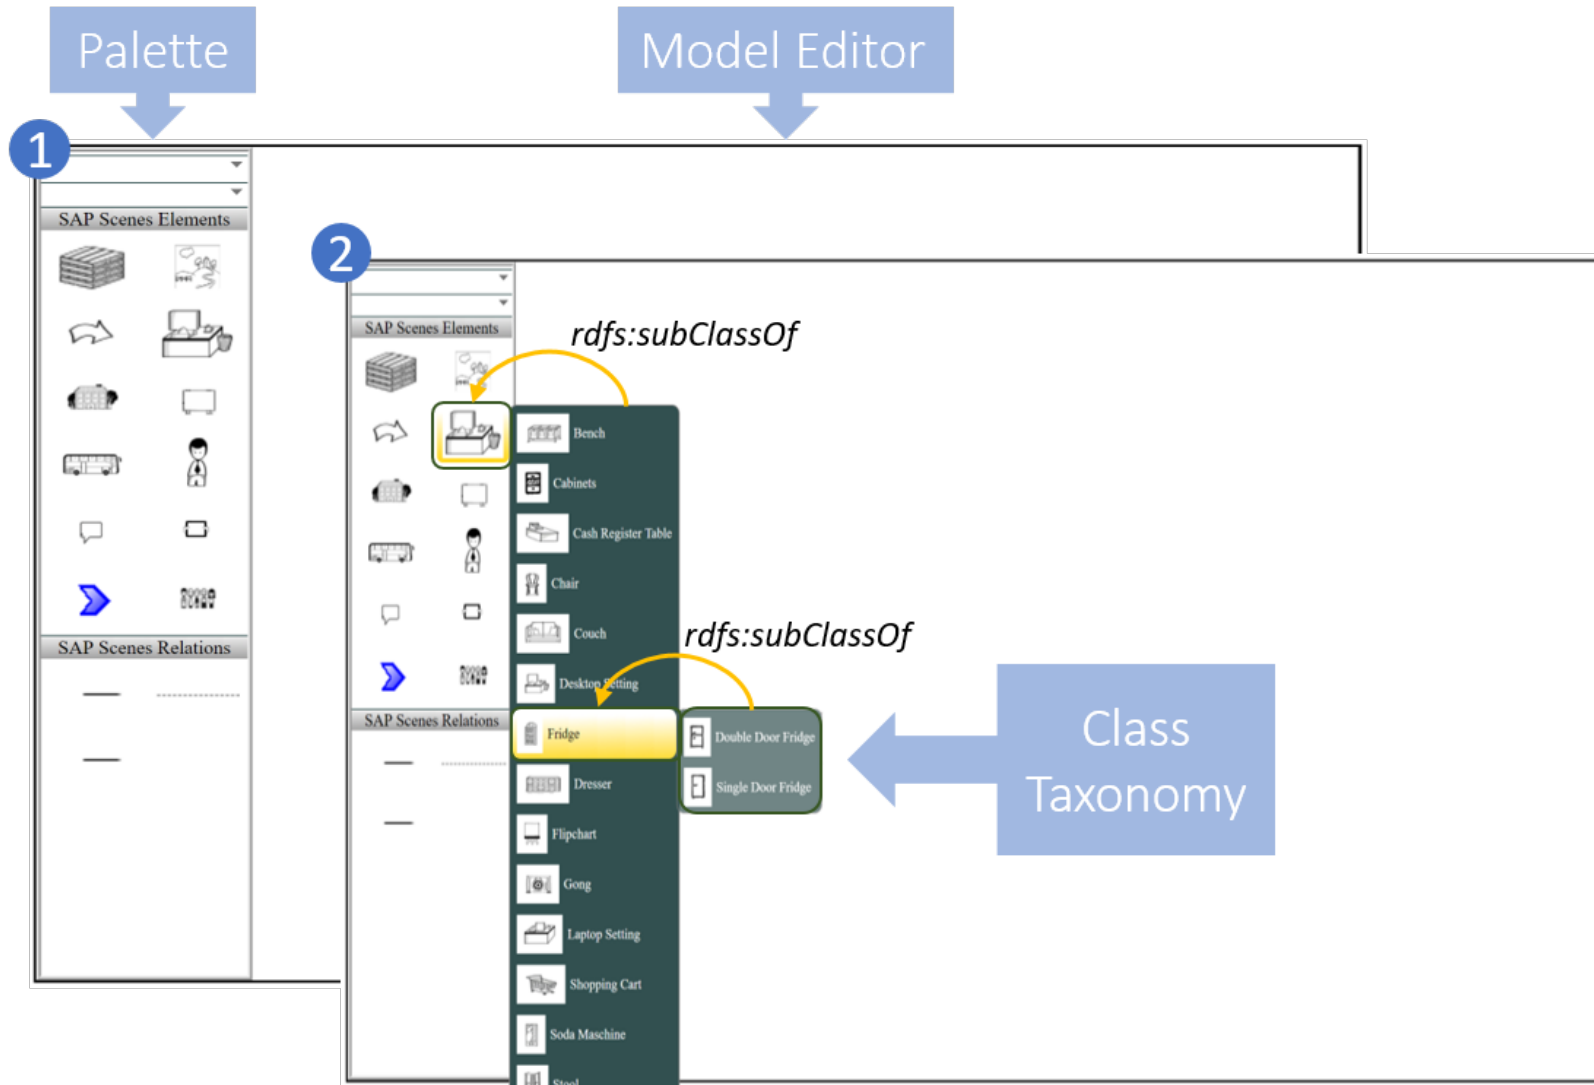 Palette
Model Editor
1
SAP Scenes Elements
SAP Scenes Relations
2
SAP Scenes Elements
rdfs:subClassOf
Bench
Cabinets
Cash Register Table
Chair
Couch
rdfs:subClassOf
Desktop Setting
SAP Scenes Relations
Fridge
Double Door Fridge
Dresser
Single Door Fridge
Flipchart
Gong
Laptop Setting
Shopping Cart
Soda Maschine
Stool
Class
Taxonomy